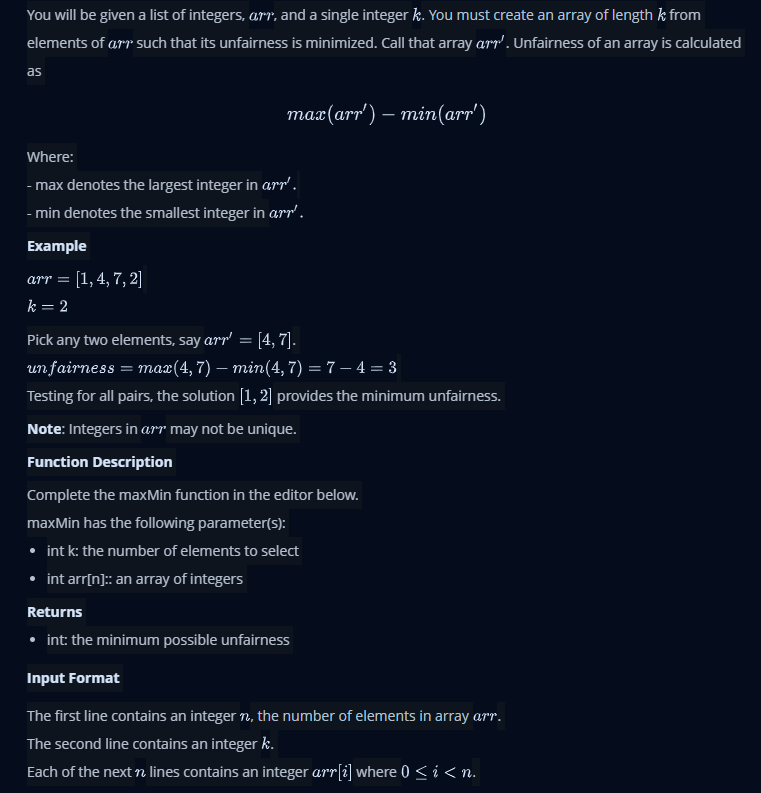 You will be given a list of integers, arr, and a single integer k. You must create an array of length k from
elements of arr such that its unfairness is minimized. Call that array arr′. Unfairness of an array is calculated
as
max(arr′) − min(arr′)
Where:
- max denotes the largest integer in arr′.
- min denotes the smallest integer in arr′.
Example
arr = [1, 4, 7, 2]
k = 2
Pick any two elements, say arr′ = [4, 7].
unfairness = max(4, 7) − min(4, 7) = 7 − 4 = 3
Testing for all pairs, the solution [1, 2] provides the minimum unfairness.
Note: Integers in arr may not be unique.
Function Description
Complete the maxMin function in the editor below.
maxMin has the following parameter(s):
• int k: the number of elements to select
• int arr[n]:: an array of integers
Returns
• int: the minimum possible unfairness
Input Format
The first line contains an integer n, the number of elements in array arr.
The second line contains an integer k.
Each of the next n lines contains an integer arr[i] where 0 ≤ i < n.